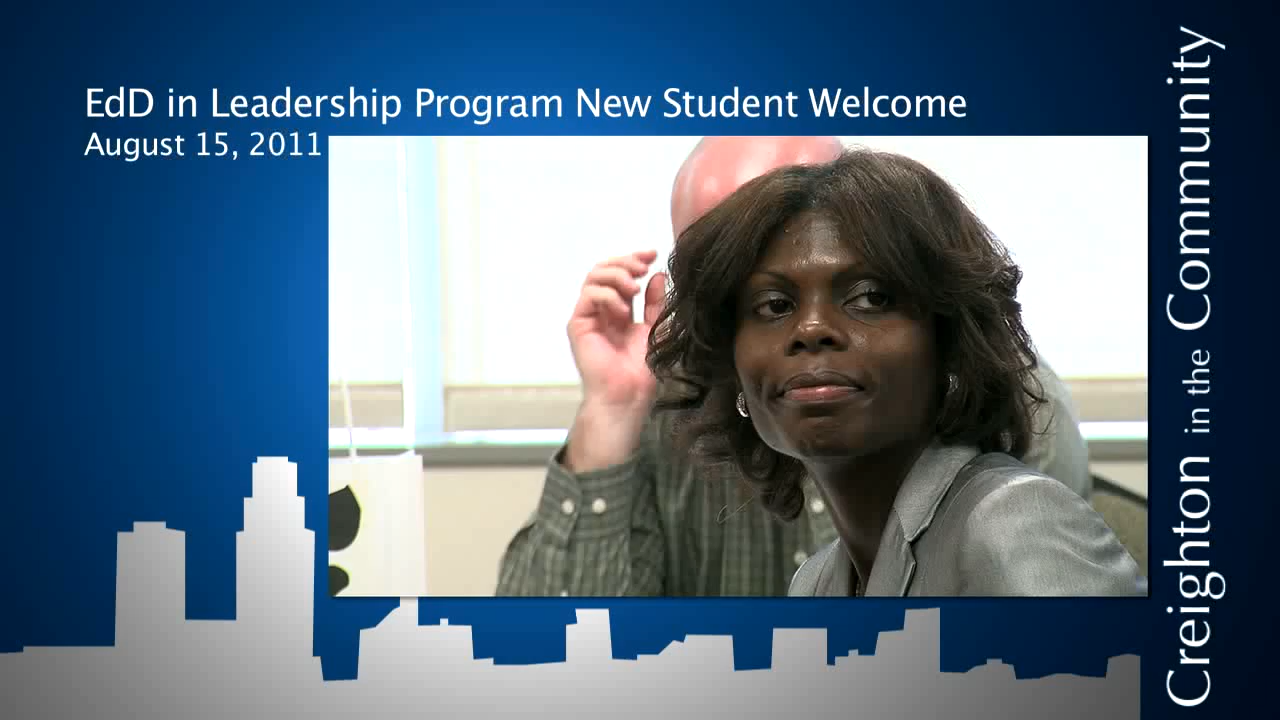 EdD in Leadership Program New Student Welcome
August 15, 2011
Creighton in the Community